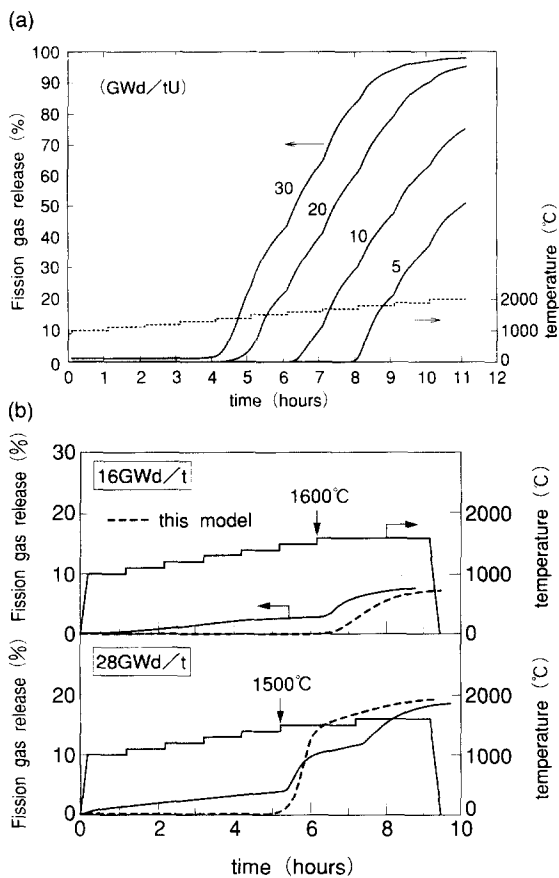 (a)
100
90
80
70
60
50
40
30
20
10
0
Fission gas release (%)
(GWd/tU)
30
20
10
5
2000
1000
0
temperature (℃)
0 1 2 3 4 5 6 7 8 9 10 11 12
time (hours)
(b)
30
20
10
0
Fission gas release (%)
16GWd/t
this model
1600℃
2000
1000
0
temperature (℃)
20
10
0
Fission gas release (%)
28GWd/t
1500℃
2000
1000
0
temperature (℃)
0 2 4 6 8 10
time (hours)